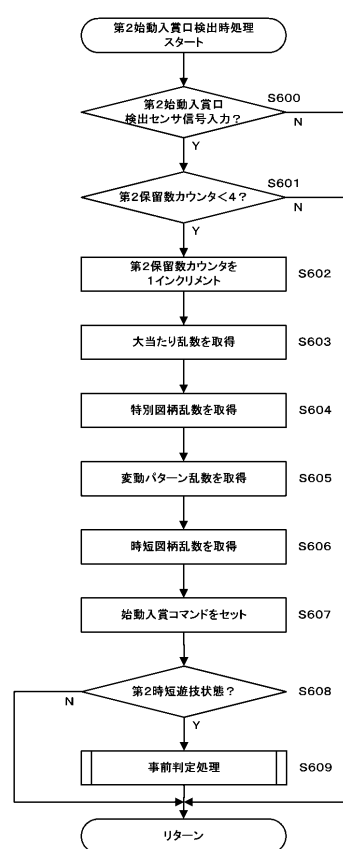 第2始動入賞口検出時処理
スタート
S600
第2始動入賞口
検出センサ信号入力？
N
Y
S601
第2保留数カウンタ<4？
N
Y
第2保留数カウンタを
1インクリメント
S602
大当たり乱数を取得
S603
特別図柄乱数を取得
S604
変動パターン乱数を取得
S605
時短図柄乱数を取得
S606
始動入賞コマンドをセット
S607
第2時短遊技状態？
S608
N
Y
事前判定処理
S609
リターン